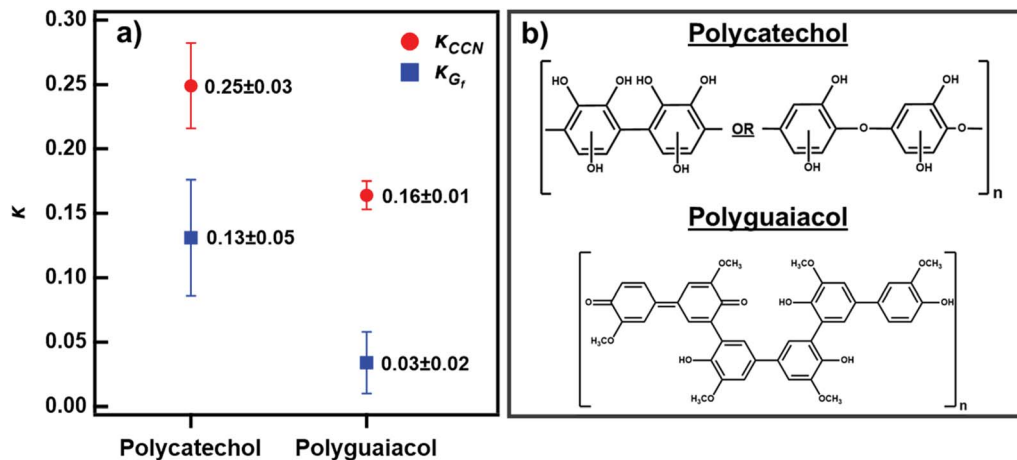 a)
κCCN
κGf
0.30
0.25
0.20
0.15
0.10
0.05
0.00
κ
0.25±0.03
0.13±0.05
0.16±0.01
0.03±0.02
Polycatechol Polyguaiacol
b)
Polycatechol
HO OH HO OH OH OH
OR O O
OH OH OH OH
n
Polyguaiacol
OCH3 H3CO OCH3
O O HO OH
H3CO
HO OH
OCH3 OCH3
n